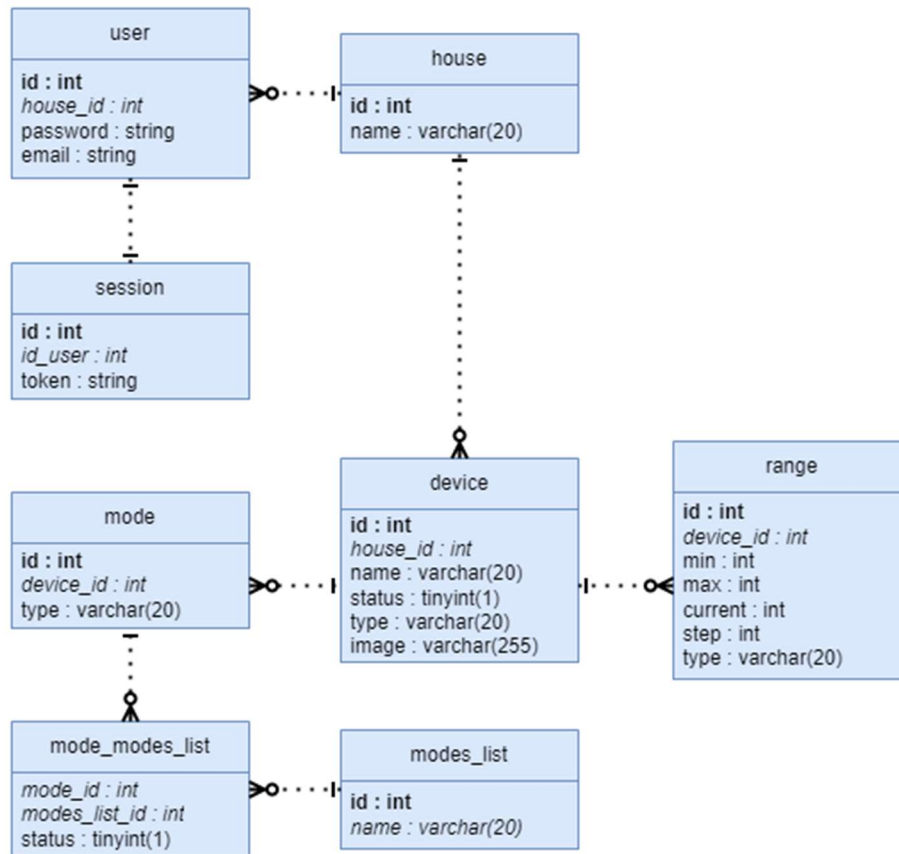 user
id : int
house_id : int
password : string
email : string
house
id : int
name : varchar(20)
session
id : int
id_user : int
token : string
mode
id : int
device_id : int
type : varchar(20)
device
id : int
house_id : int
name : varchar(20)
status : tinyint(1)
type : varchar(20)
image : varchar(255)
range
id : int
device_id : int
min : int
max : int
current : int
step : int
type : varchar(20)
mode_modes_list
mode_id : int
modes_list_id : int
status : tinyint(1)
modes_list
id : int
name : varchar(20)